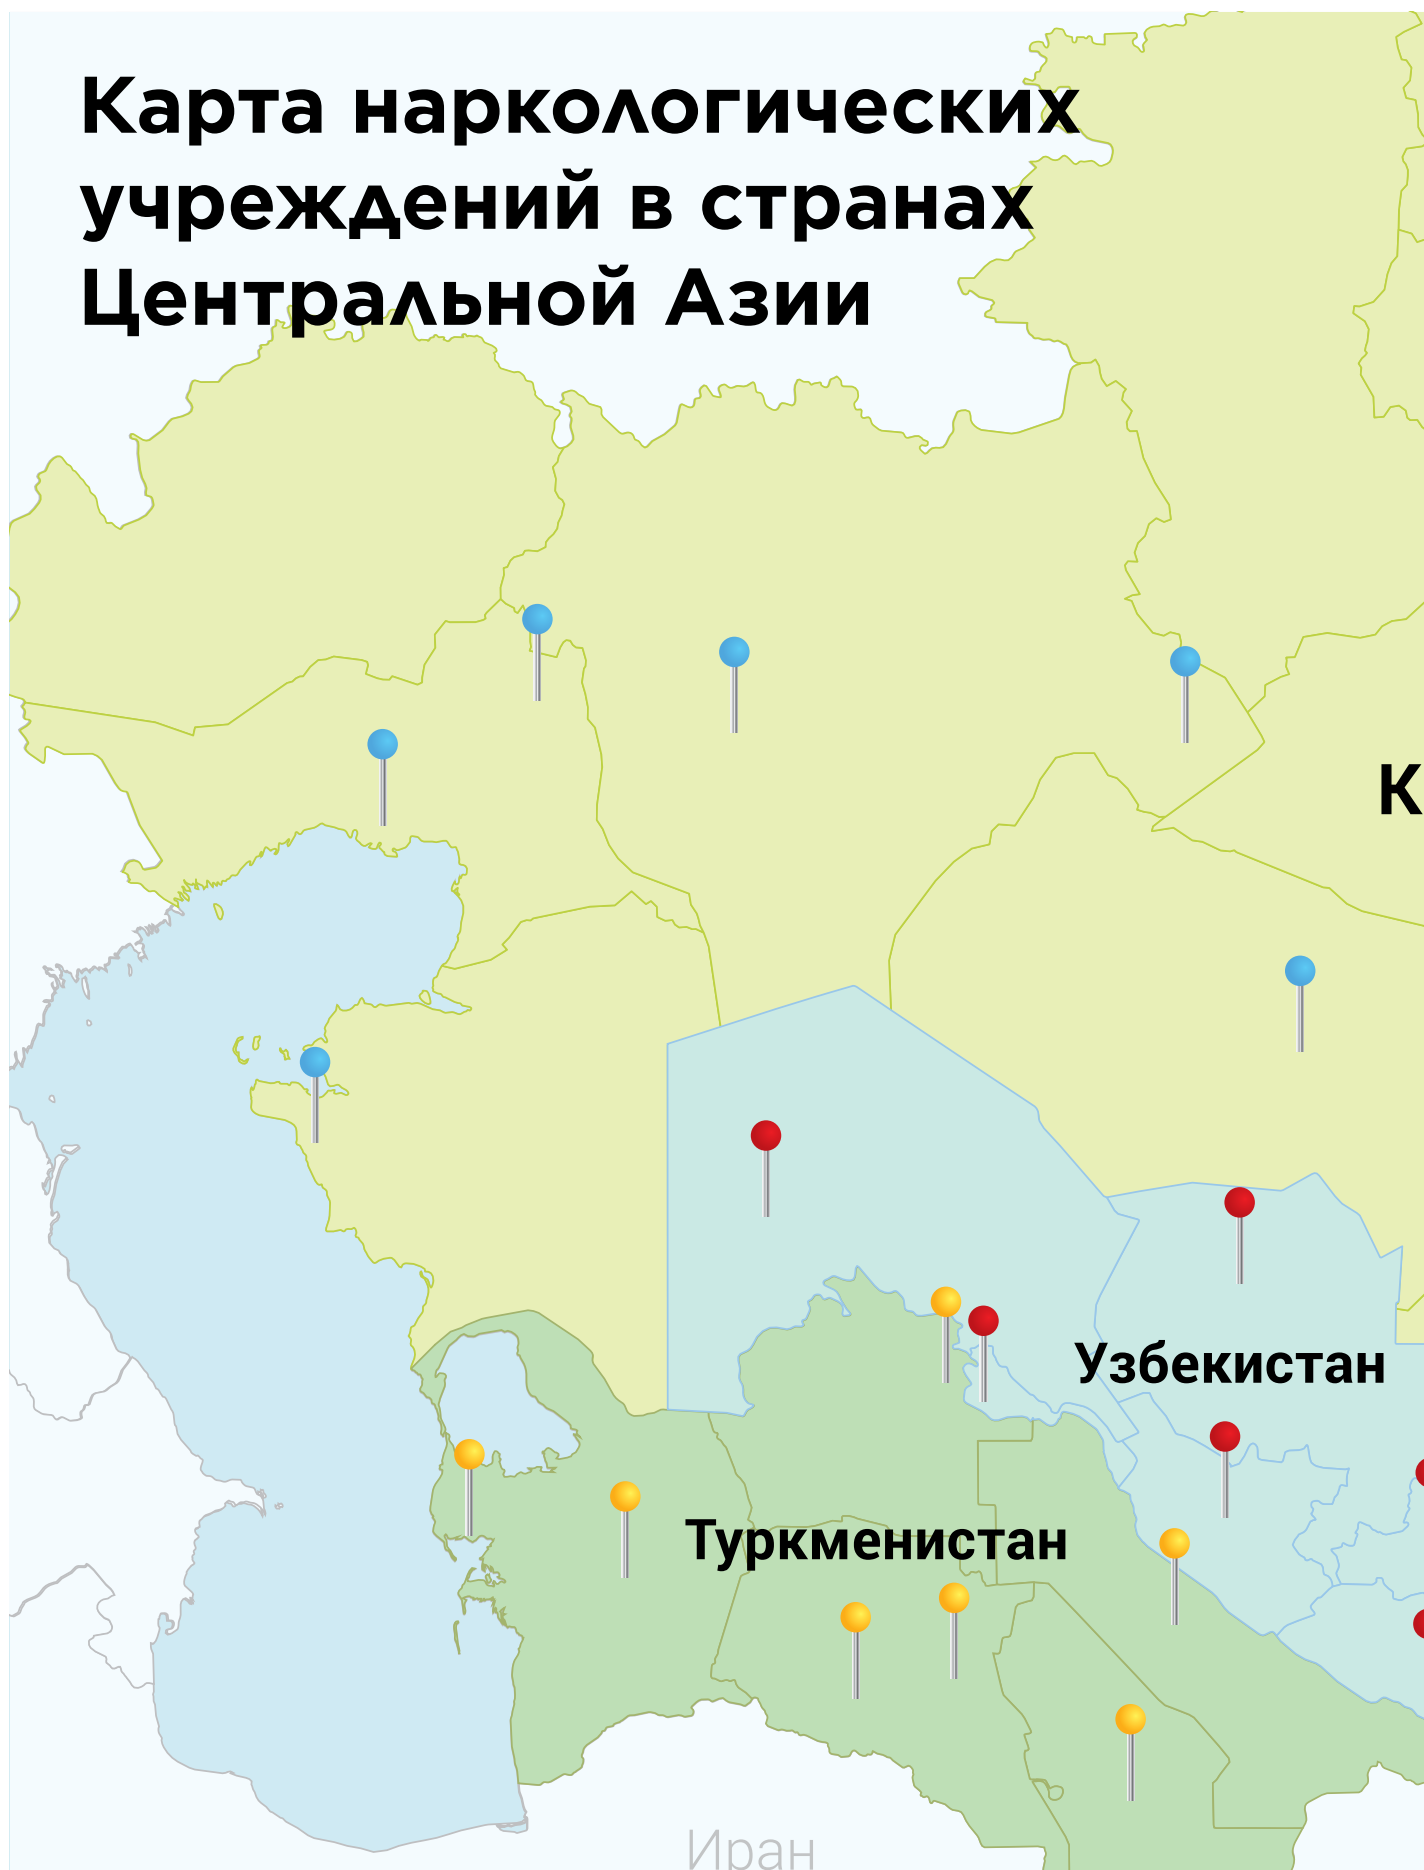 Карта наркологических
учреждений в странах
Центральной Азии
К
Узбекистан
Туркменистан
Иран